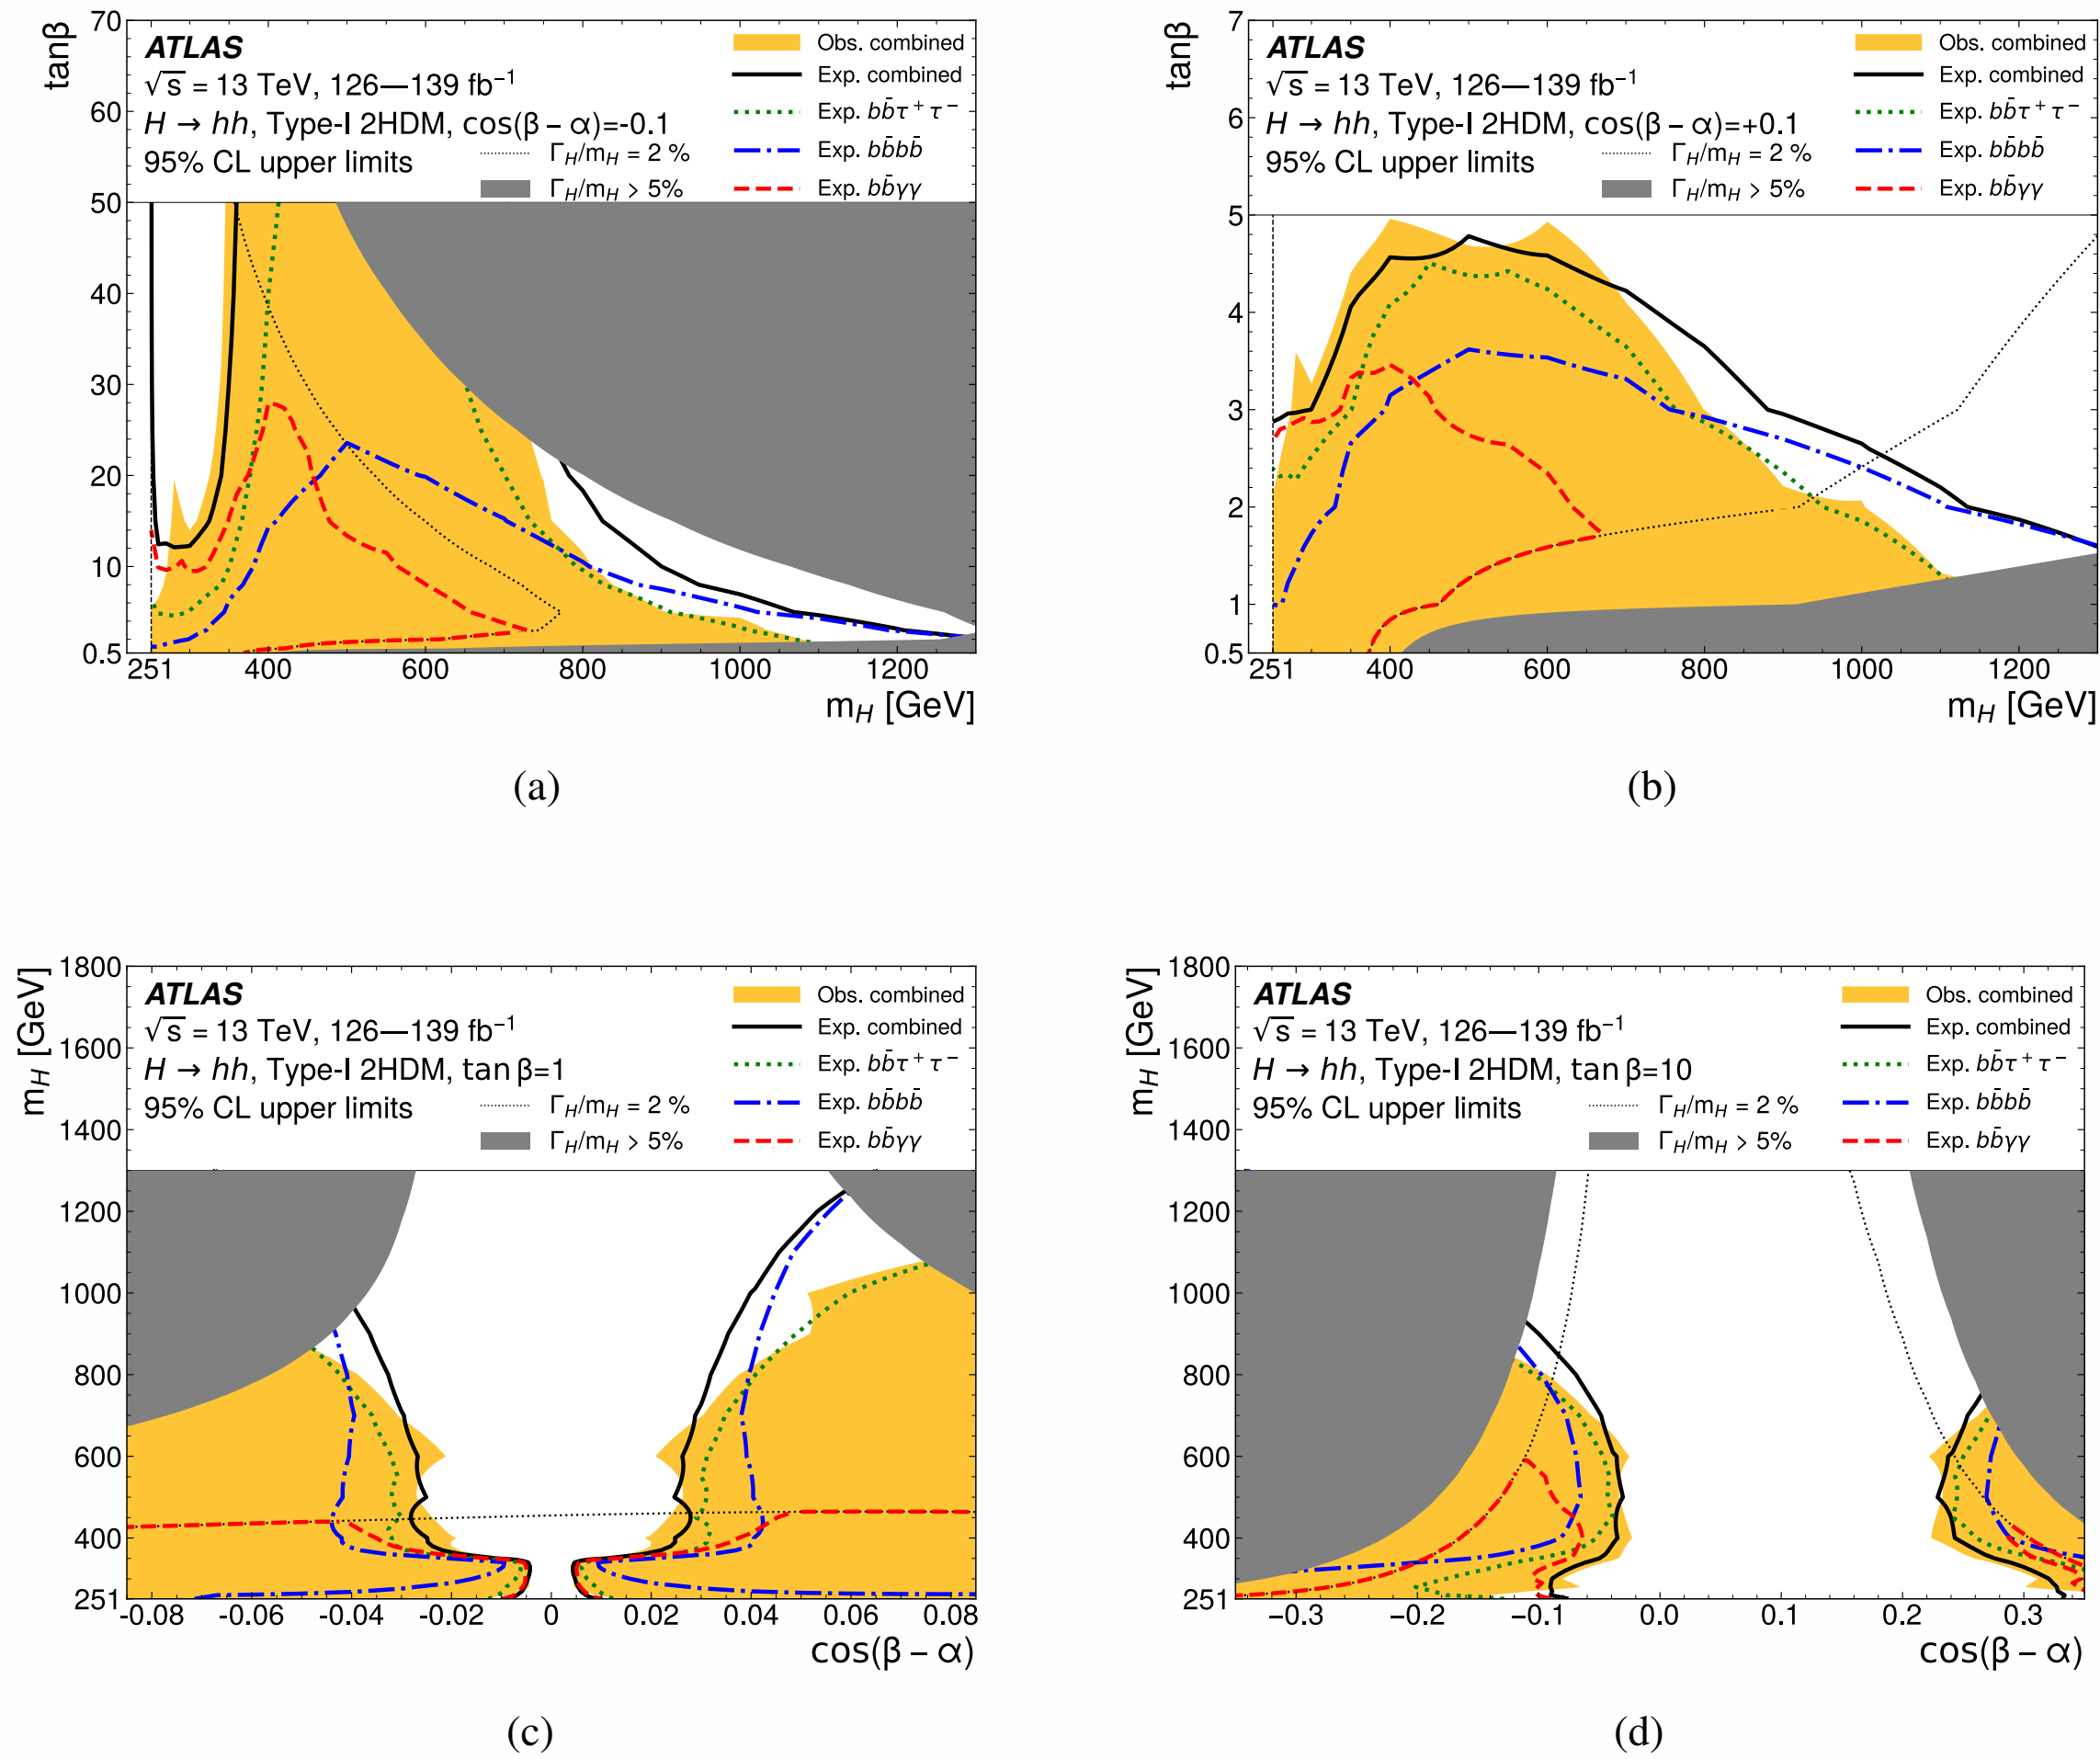 tanβ
70
60
50
40
30
20
10
0.5
ATLAS
√s = 13 TeV, 126—139 fb⁻¹
H → hh, Type-I 2HDM, cos(β – α)=-0.1
95% CL upper limits
Γ_H/m_H = 2 %
Γ_H/m_H > 5%
Obs. combined
Exp. combined
Exp. bb̄τ⁺τ⁻
Exp. bb̄bb̄
Exp. bb̄γγ
251 400 600 800 1000 1200
m_H [GeV]
(a)
tanβ
7
6
5
4
3
2
1
0.5
ATLAS
√s = 13 TeV, 126—139 fb⁻¹
H → hh, Type-I 2HDM, cos(β – α)=+0.1
95% CL upper limits
Γ_H/m_H = 2 %
Γ_H/m_H > 5%
Obs. combined
Exp. combined
Exp. bb̄τ⁺τ⁻
Exp. bb̄bb̄
Exp. bb̄γγ
251 400 600 800 1000 1200
m_H [GeV]
(b)
m_H [GeV]
1800
1600
1400
1200
1000
800
600
400
251
ATLAS
√s = 13 TeV, 126—139 fb⁻¹
H → hh, Type-I 2HDM, tan β=1
95% CL upper limits
Γ_H/m_H = 2 %
Γ_H/m_H > 5%
Obs. combined
Exp. combined
Exp. bb̄τ⁺τ⁻
Exp. bb̄bb̄
Exp. bb̄γγ
-0.08 -0.06 -0.04 -0.02 0 0.02 0.04 0.06 0.08
cos(β – α)
(c)
m_H [GeV]
1800
1600
1400
1200
1000
800
600
400
251
ATLAS
√s = 13 TeV, 126—139 fb⁻¹
H → hh, Type-I 2HDM, tan β=10
95% CL upper limits
Γ_H/m_H = 2 %
Γ_H/m_H > 5%
Obs. combined
Exp. combined
Exp. bb̄τ⁺τ⁻
Exp. bb̄bb̄
Exp. bb̄γγ
−0.3 −0.2 −0.1 0.0 0.1 0.2 0.3
cos(β – α)
(d)